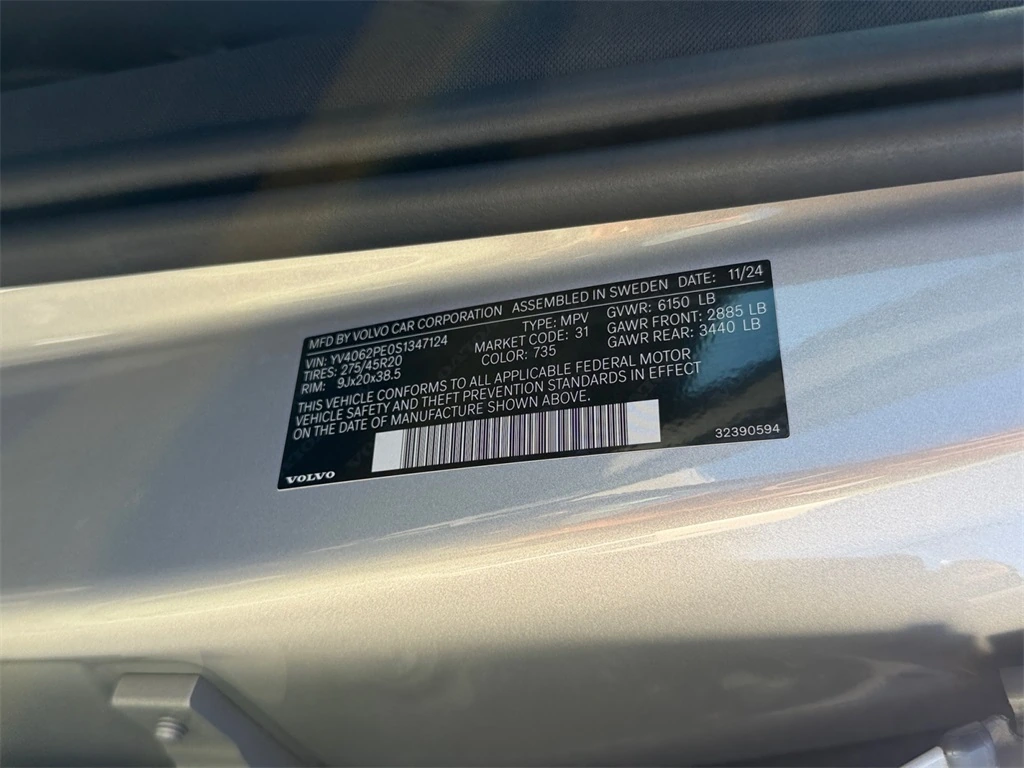 MFD BY VOLVO CAR CORPORATION ASSEMBLED IN SWEDEN DATE: 11/24
VIN: YV4062PE0S1347124 TYPE: MPV GVWR: 6150 LB
TIRES: 275/45R20 MARKET CODE: 31 GAWR FRONT: 2885 LB
RIM: 9Jx20x38.5 COLOR: 735 GAWR REAR: 3440 LB
THIS VEHICLE CONFORMS TO ALL APPLICABLE FEDERAL MOTOR
VEHICLE SAFETY AND THEFT PREVENTION STANDARDS IN EFFECT
ON THE DATE OF MANUFACTURE SHOWN ABOVE.
32390594
VOLVO